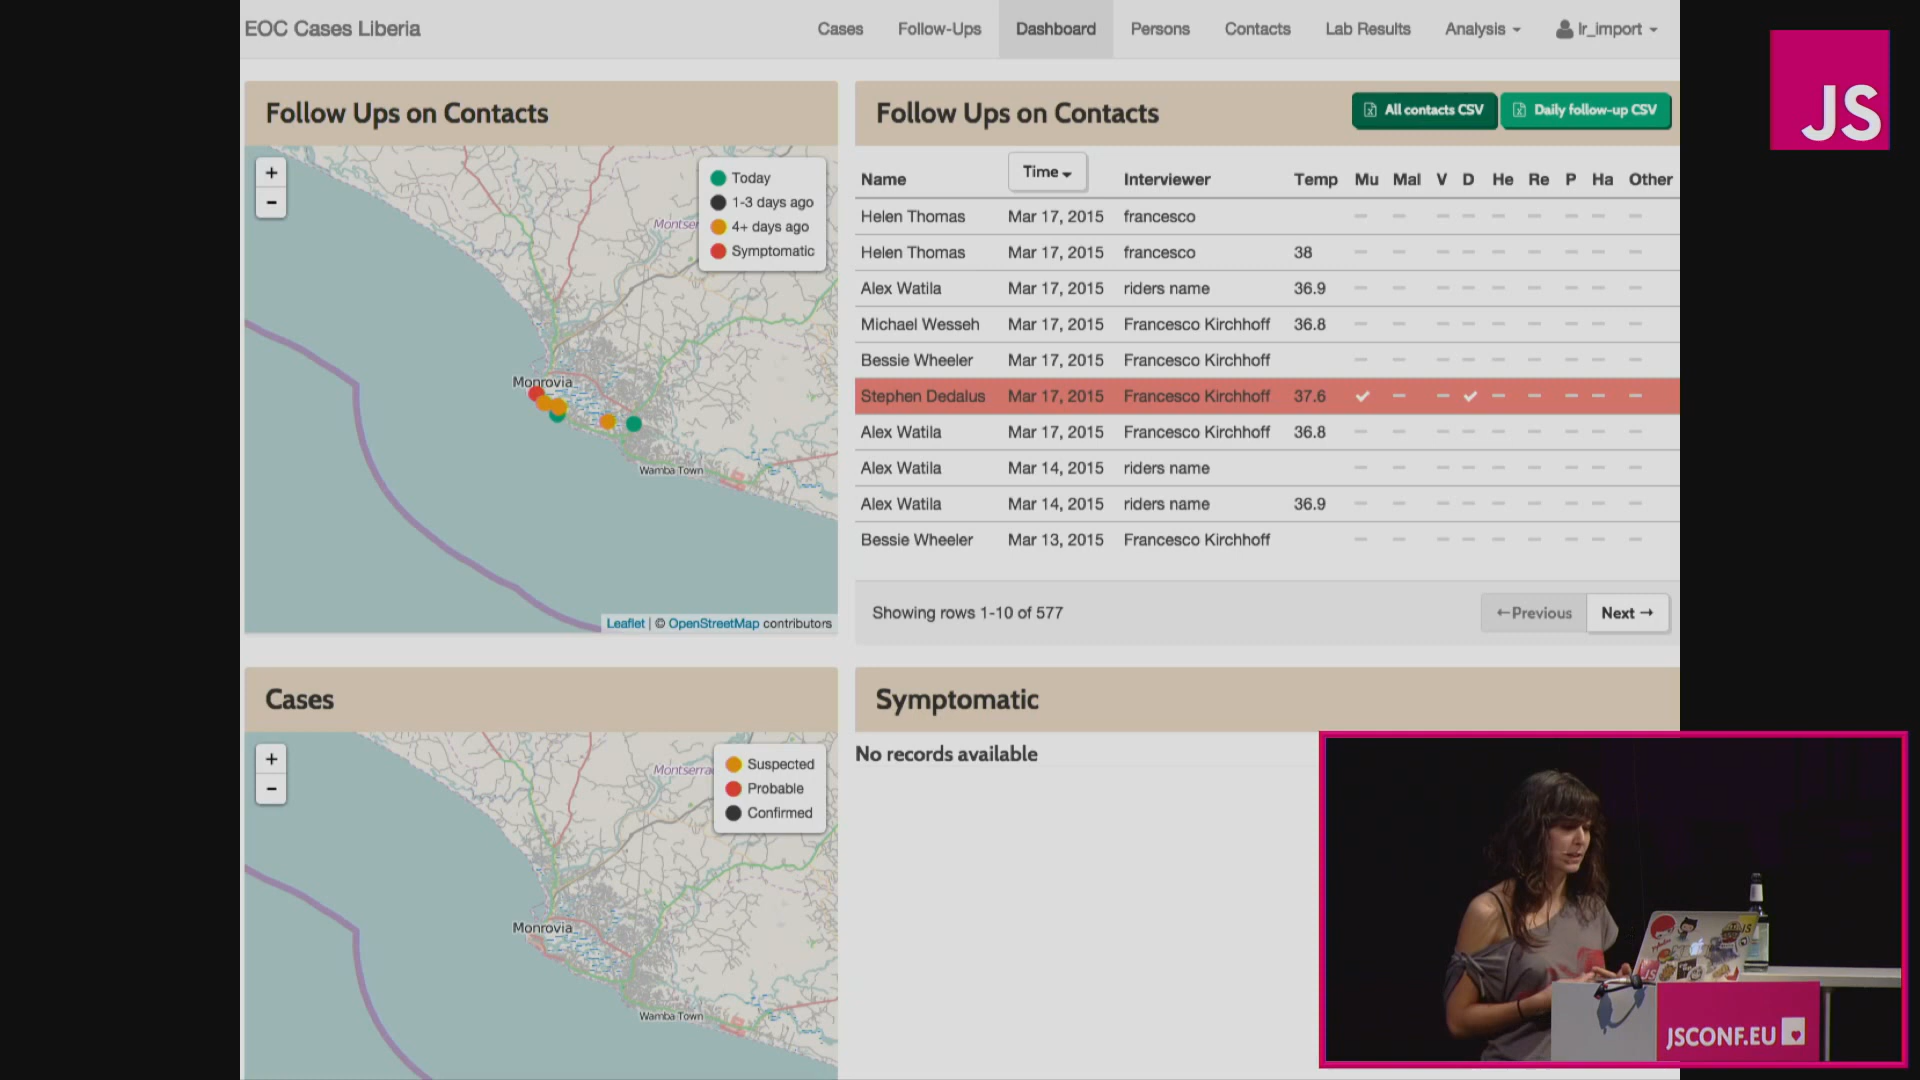 EOC Cases Liberia
Cases Follow-Ups Dashboard Persons Contacts Lab Results Analysis lr_import
JS
Follow Ups on Contacts
+
-
Today
1-3 days ago
4+ days ago
Symptomatic
Monrovia
Wamba Town
Leaflet | © OpenStreetMap contributors
Follow Ups on Contacts
All contacts CSV Daily follow-up CSV
Name Time Interviewer Temp Mu Mal V D He Re P Ha Other
Helen Thomas Mar 17, 2015 francesco
Helen Thomas Mar 17, 2015 francesco 38
Alex Watila Mar 17, 2015 riders name 36.9
Michael Wesseh Mar 17, 2015 Francesco Kirchhoff 36.8
Bessie Wheeler Mar 17, 2015 Francesco Kirchhoff
Stephen Dedalus Mar 17, 2015 Francesco Kirchhoff 37.6
Alex Watila Mar 17, 2015 Francesco Kirchhoff 36.8
Alex Watila Mar 14, 2015 riders name
Alex Watila Mar 14, 2015 riders name 36.9
Bessie Wheeler Mar 13, 2015 Francesco Kirchhoff
Showing rows 1-10 of 577
←Previous Next →
Cases
+
-
Suspected
Probable
Confirmed
Monrovia
Wamba Town
Symptomatic
No records available
JSCONF.EU